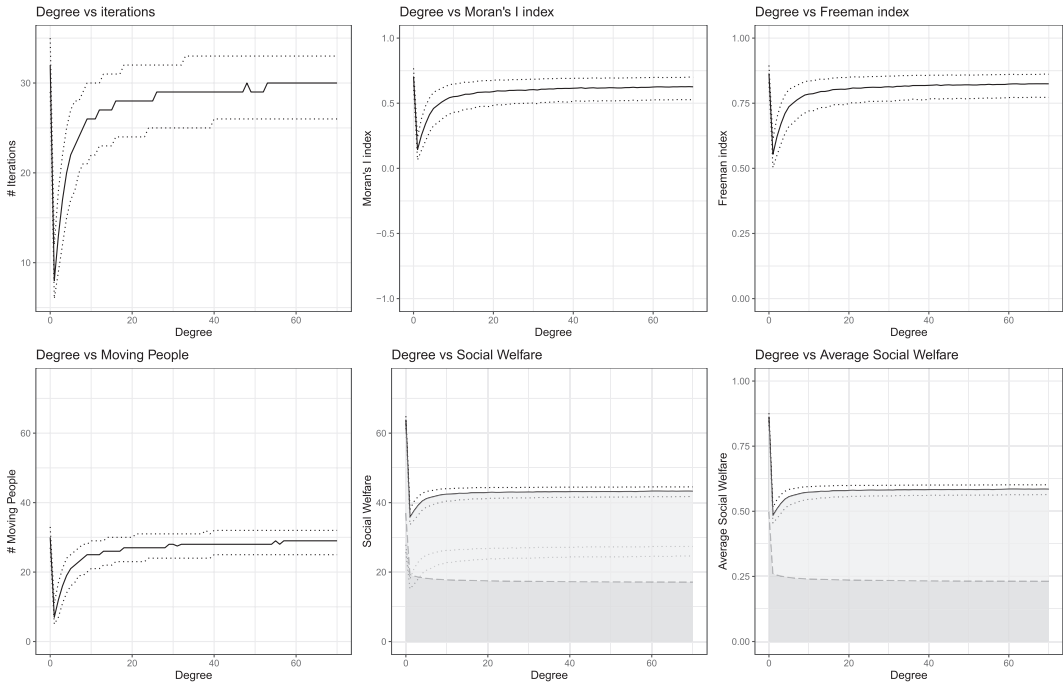 Degree vs iterations
# Iterations
30
20
10
0
20
40
60
Degree
Degree vs Moran's I index
Moran's I index
1.0
0.5
0.0
−0.5
−1.0
0
20
40
60
Degree
Degree vs Freeman index
Freeman index
1.00
0.75
0.50
0.25
0.00
0
20
40
60
Degree
Degree vs Moving People
# Moving People
60
40
20
0
0
20
40
60
Degree
Degree vs Social Welfare
Social Welfare
60
40
20
0
0
20
40
60
Degree
Degree vs Average Social Welfare
Average Social Welfare
1.00
0.75
0.50
0.25
0.00
0
20
40
60
Degree